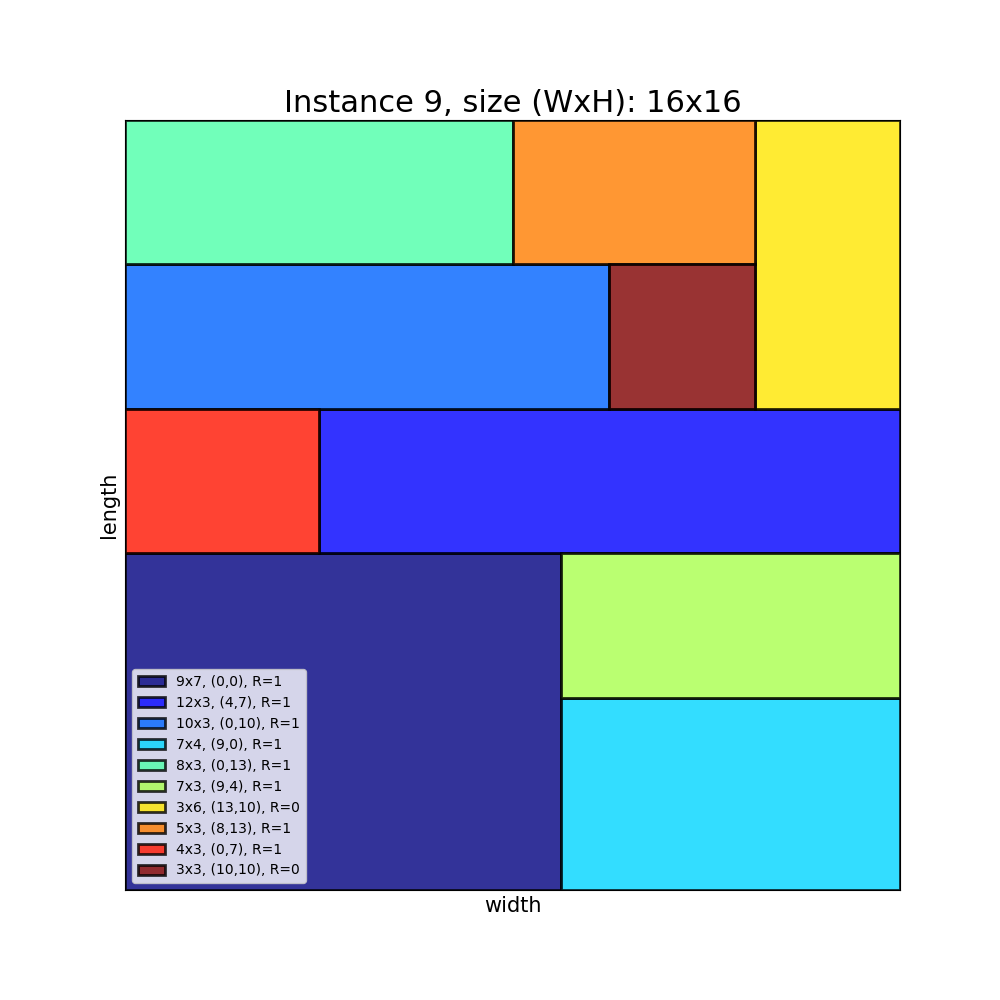 Instance 9, size (WxH): 16x16
length
9x7, (0,0), R=1
12x3, (4,7), R=1
10x3, (0,10), R=1
7x4, (9,0), R=1
8x3, (0,13), R=1
7x3, (9,4), R=1
3x6, (13,10), R=0
5x3, (8,13), R=1
4x3, (0,7), R=1
3x3, (10,10), R=0
width